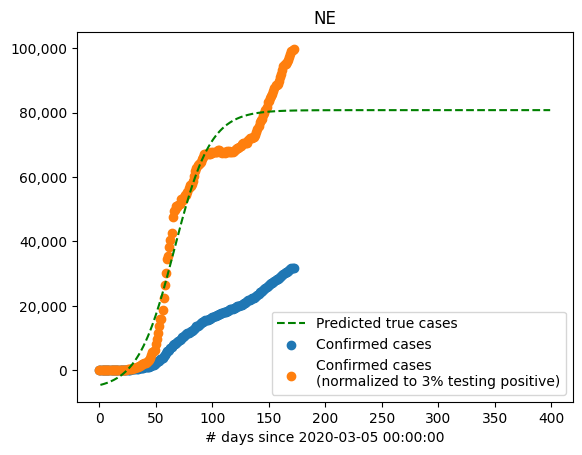 NE
100,000
80,000
60,000
40,000
20,000
0
Predicted true cases
Confirmed cases
Confirmed cases
(normalized to 3% testing positive)
0 50 100 150 200 250 300 350 400
# days since 2020-03-05 00:00:00